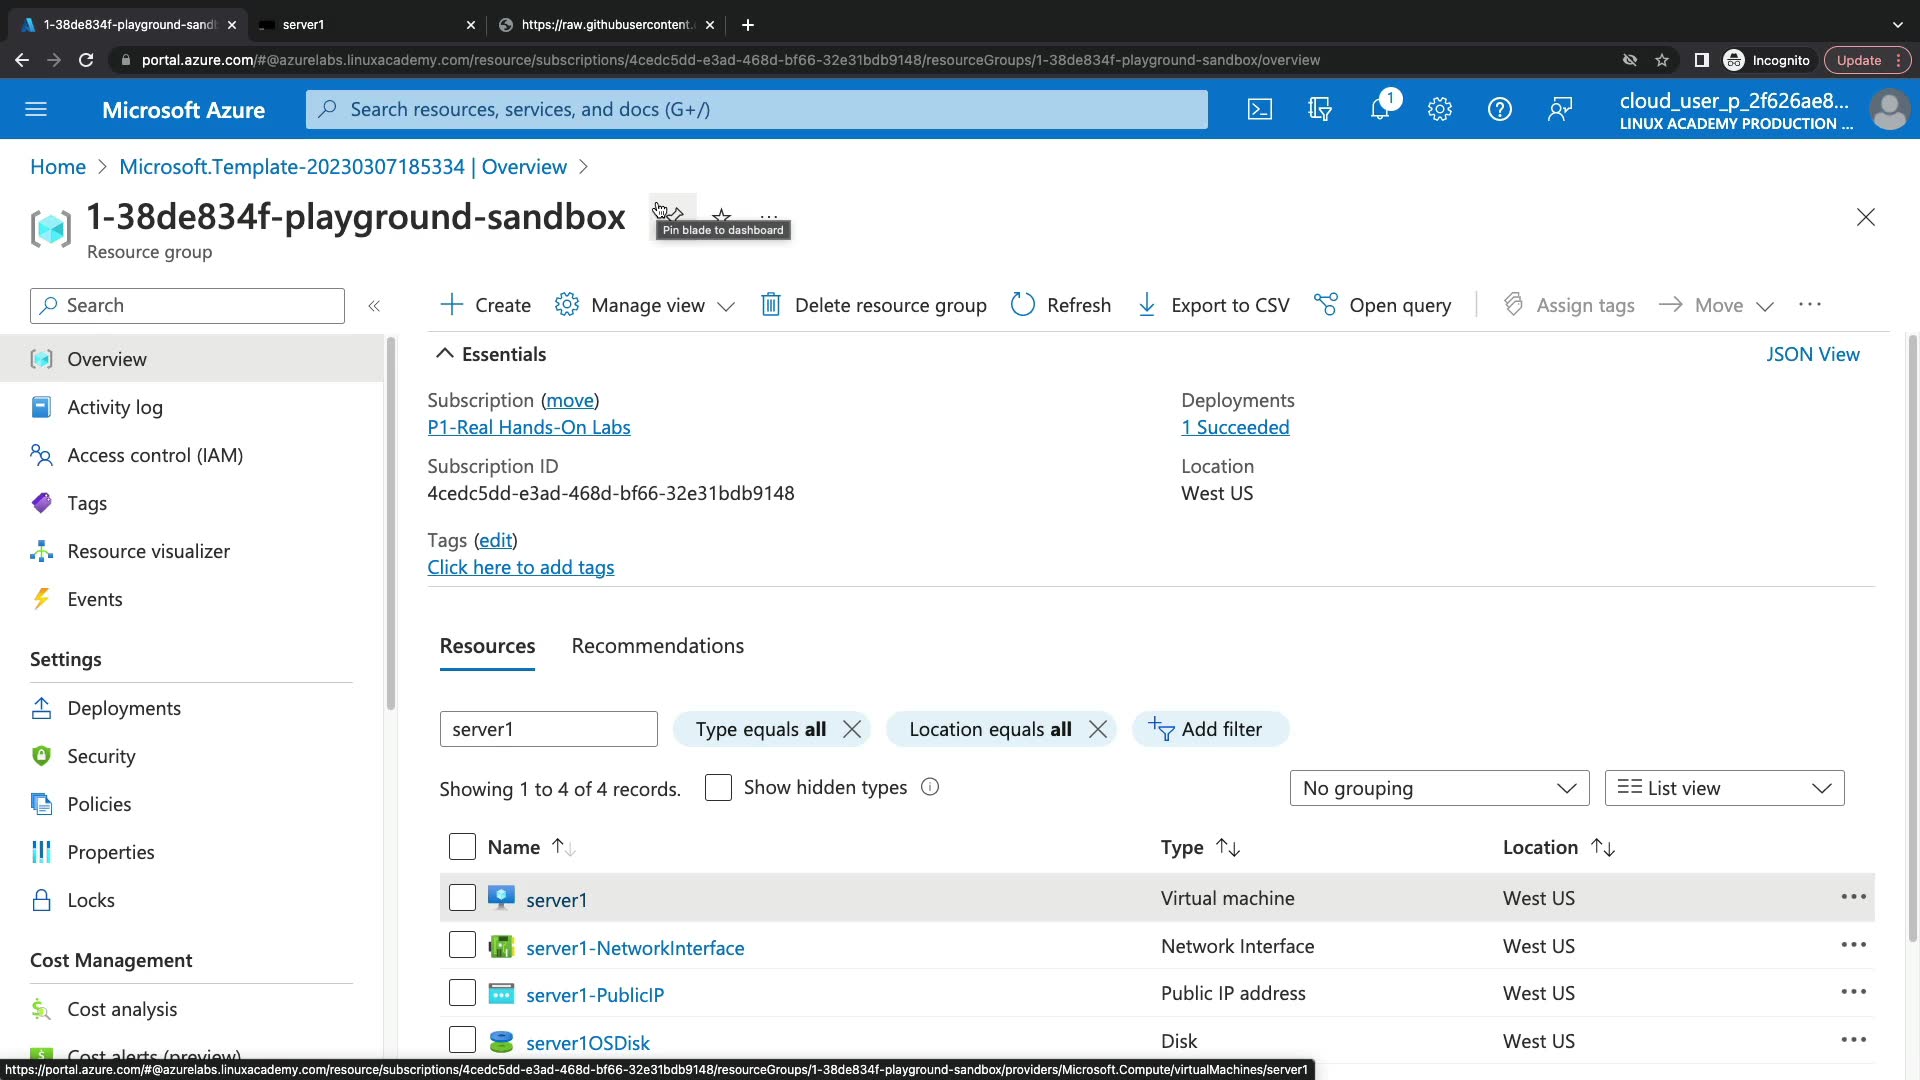 1-38de834f-playground-sandb
server1
https://raw.githubusercontent.
portal.azure.com/#@azurelabs.linuxacademy.com/resource/subscriptions/4cedc5dd-e3ad-468d-bf66-32e31bdb9148/resourceGroups/1-38de834f-playground-sandbox/overview
Incognito
Update
Microsoft Azure
Search resources, services, and docs (G+/)
1
cloud_user_p_2f626ae8...
LINUX ACADEMY PRODUCTION ...
Home > Microsoft.Template-20230307185334 | Overview >
1-38de834f-playground-sandbox
Pin blade to dashboard
Resource group
Search
«
Create
Manage view
Delete resource group
Refresh
Export to CSV
Open query
Assign tags
Move
Overview
Activity log
Access control (IAM)
Tags
Resource visualizer
Events
Settings
Deployments
Security
Policies
Properties
Locks
Cost Management
Cost analysis
Cost alerts (preview)
Essentials
JSON View
Subscription (move)
P1-Real Hands-On Labs
Deployments
1 Succeeded
Subscription ID
4cedc5dd-e3ad-468d-bf66-32e31bdb9148
Location
West US
Tags (edit)
Click here to add tags
Resources
Recommendations
server1
Type equals all
Location equals all
Add filter
Showing 1 to 4 of 4 records.
Show hidden types
No grouping
List view
Name
Type
Location
server1
Virtual machine
West US
server1-NetworkInterface
Network Interface
West US
server1-PublicIP
Public IP address
West US
server1OSDisk
Disk
West US
https://portal.azure.com/#@azurelabs.linuxacademy.com/resource/subscriptions/4cedc5dd-e3ad-468d-bf66-32e31bdb9148/resourceGroups/1-38de834f-playground-sandbox/providers/Microsoft.Compute/virtualMachines/server1